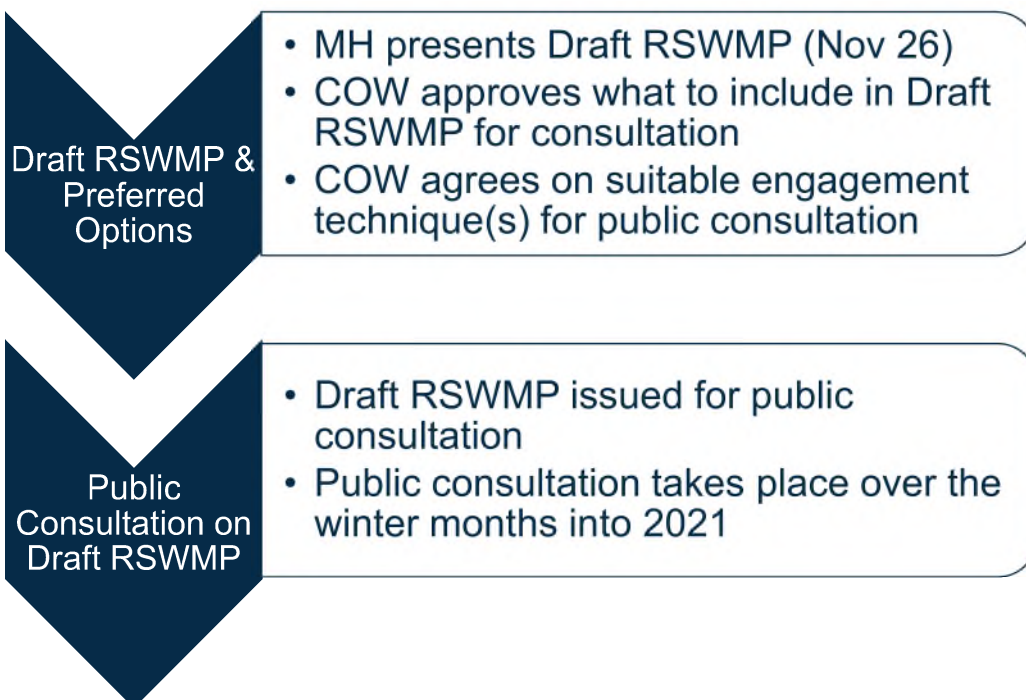 Draft RSWMP &
Preferred
Options
• MH presents Draft RSWMP (Nov 26)
• COW approves what to include in Draft
RSWMP for consultation
• COW agrees on suitable engagement
technique(s) for public consultation
Public
Consultation on
Draft RSWMP
• Draft RSWMP issued for public
consultation
• Public consultation takes place over the
winter months into 2021